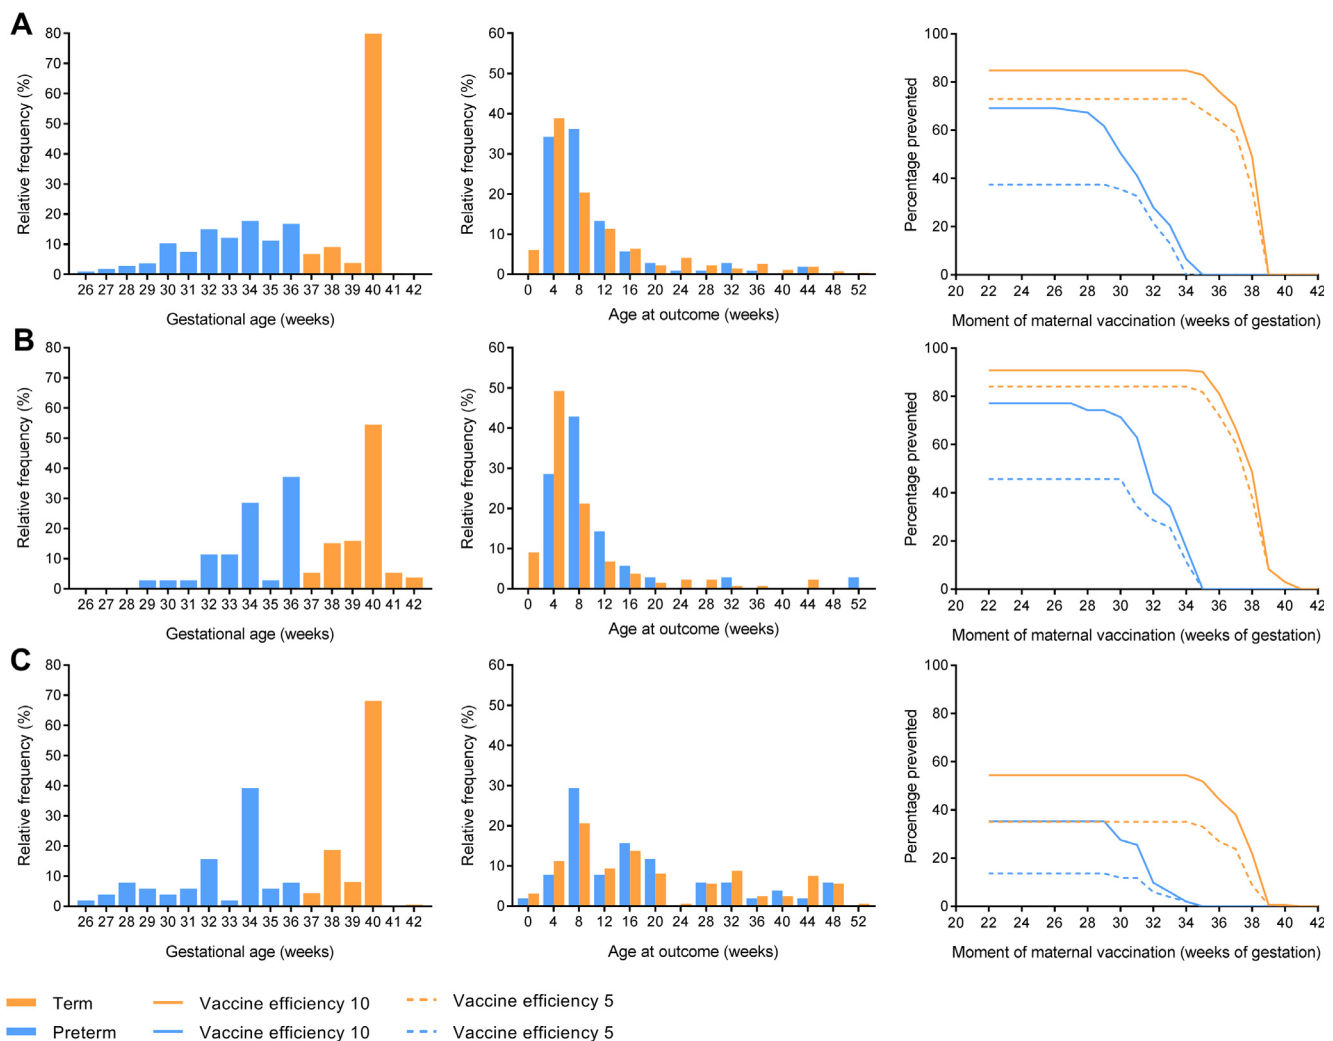 A
Relative frequency (%)
80
70
60
50
40
30
20
10
0
26 27 28 29 30 31 32 33 34 35 36 37 38 39 40 41 42
Gestational age (weeks)
Relative frequency (%)
60
50
40
30
20
10
0
0 4 8 12 16 20 24 28 32 36 40 44 48 52
Age at outcome (weeks)
Percentage prevented
100
80
60
40
20
0
20 22 24 26 28 30 32 34 36 38 40 42
Moment of maternal vaccination (weeks of gestation)
B
Relative frequency (%)
80
70
60
50
40
30
20
10
0
26 27 28 29 30 31 32 33 34 35 36 37 38 39 40 41 42
Gestational age (weeks)
Relative frequency (%)
60
50
40
30
20
10
0
0 4 8 12 16 20 24 28 32 36 40 44 48 52
Age at outcome (weeks)
Percentage prevented
100
80
60
40
20
0
20 22 24 26 28 30 32 34 36 38 40 42
Moment of maternal vaccination (weeks of gestation)
C
Relative frequency (%)
80
70
60
50
40
30
20
10
0
26 27 28 29 30 31 32 33 34 35 36 37 38 39 40 41 42
Gestational age (weeks)
Relative frequency (%)
60
50
40
30
20
10
0
0 4 8 12 16 20 24 28 32 36 40 44 48 52
Age at outcome (weeks)
Percentage prevented
100
80
60
40
20
0
20 22 24 26 28 30 32 34 36 38 40 42
Moment of maternal vaccination (weeks of gestation)
Term Vaccine efficiency 10 Vaccine efficiency 5
Preterm Vaccine efficiency 10 Vaccine efficiency 5